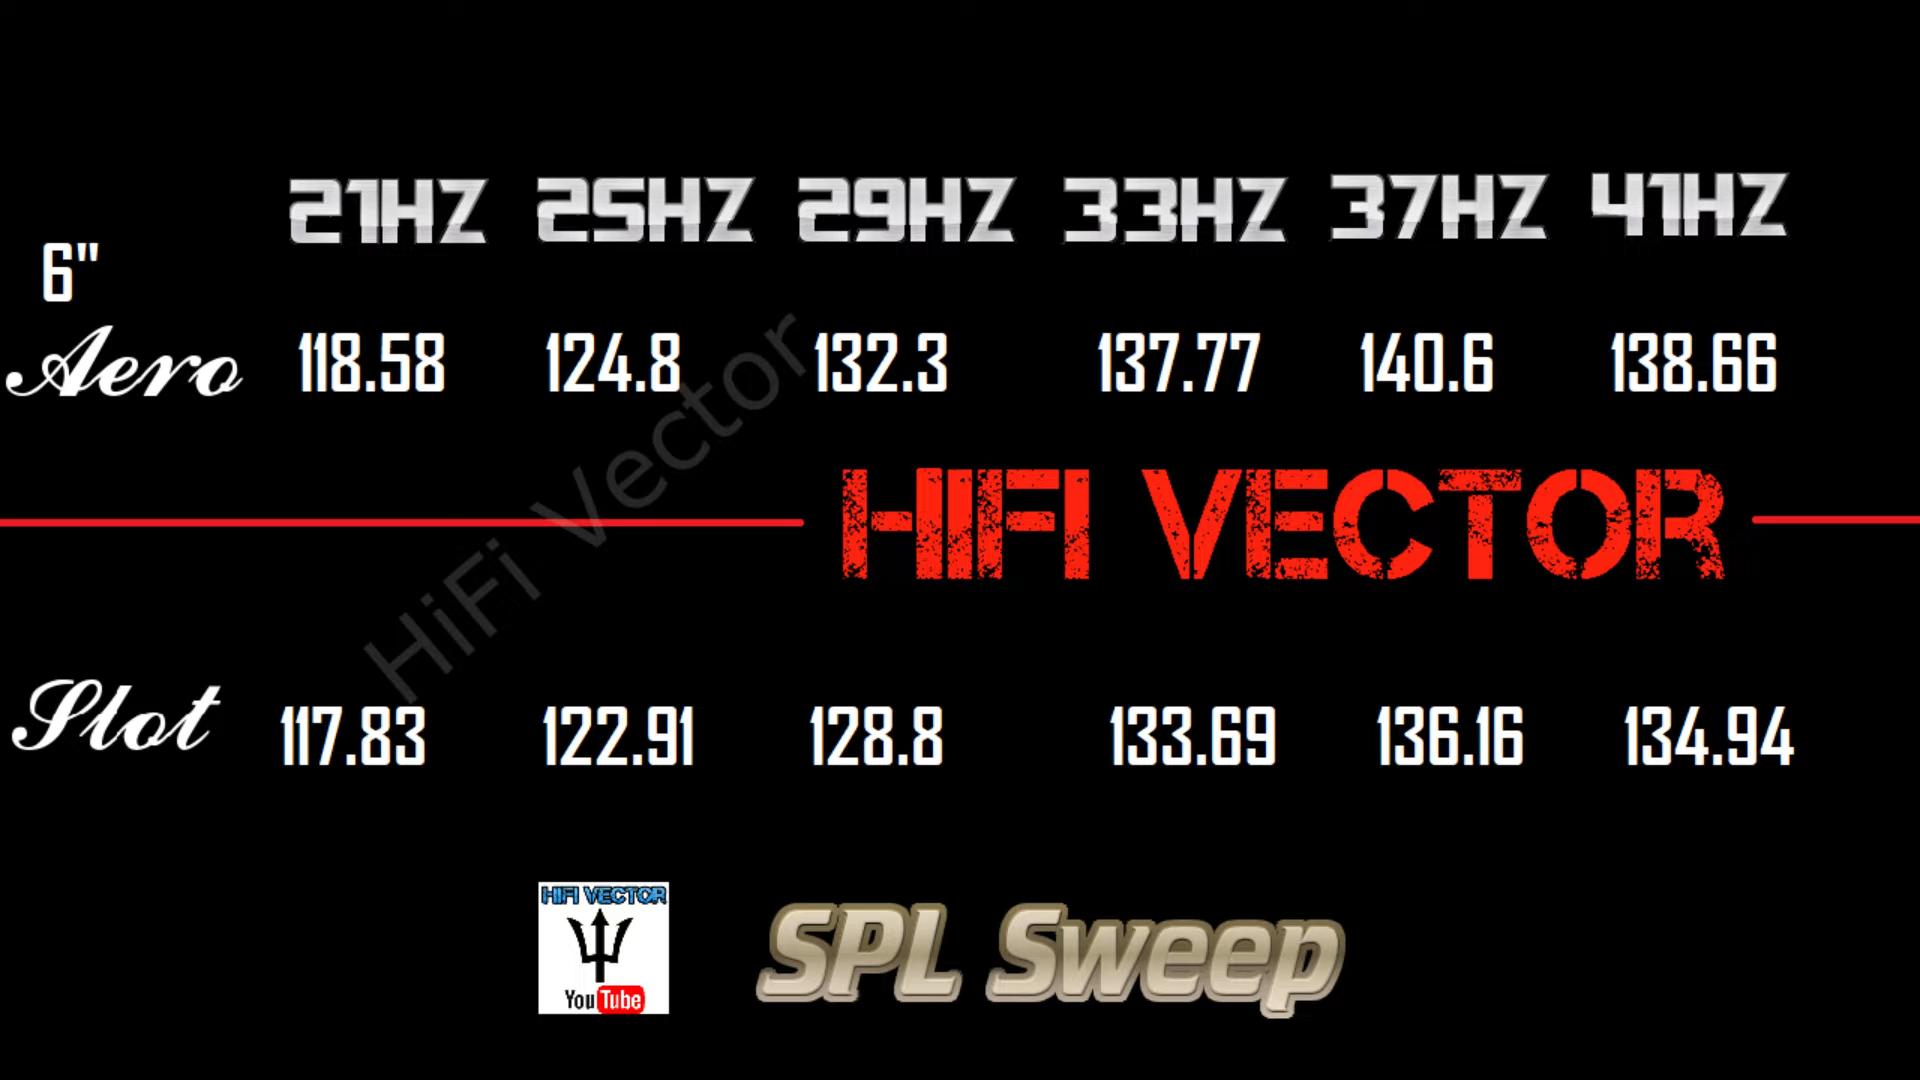 21HZ 25HZ 29HZ 33HZ 37HZ 41HZ
6"
Aero 118.58 124.8 132.3 137.77 140.6 138.66
HIFI VECTOR
HiFi Vector
Slot 117.83 122.91 128.8 133.69 136.16 134.94
HIFI VECTOR
YouTube
SPL Sweep